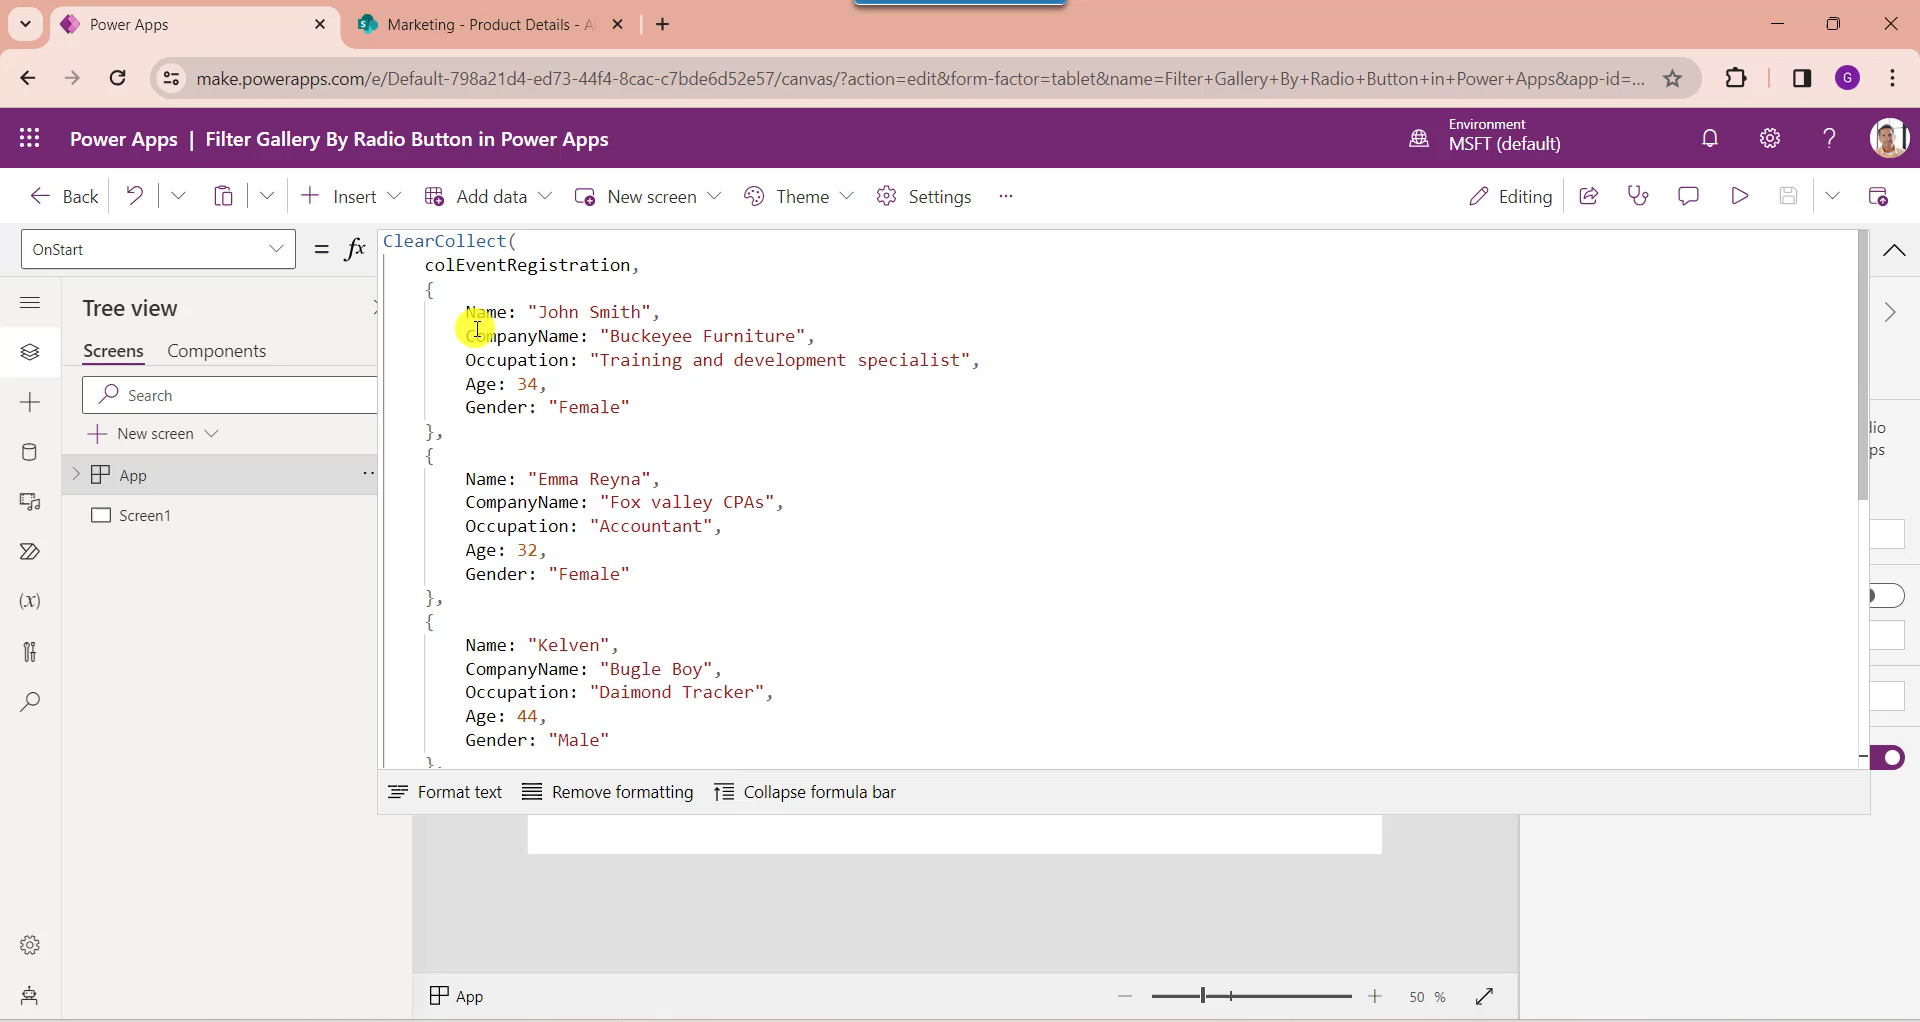 Power Apps
Marketing - Product Details - A
make.powerapps.com/e/Default-798a21d4-ed73-44f4-8cac-c7bde6d52e57/canvas/?action=edit&form-factor=tablet&name=Filter+Gallery+By+Radio+Button+in+Power+Apps&app-id=...
G
Power Apps | Filter Gallery By Radio Button in Power Apps
Environment
MSFT (default)
Back
Insert
Add data
New screen
Theme
Settings
Editing
OnStart
= fx
ClearCollect(
colEventRegistration,
{
Name: "John Smith",
CompanyName: "Buckeyee Furniture",
Occupation: "Training and development specialist",
Age: 34,
Gender: "Female"
},
{
Name: "Emma Reyna",
CompanyName: "Fox valley CPAs",
Occupation: "Accountant",
Age: 32,
Gender: "Female"
},
{
Name: "Kelven",
CompanyName: "Bugle Boy",
Occupation: "Daimond Tracker",
Age: 44,
Gender: "Male"
},
Tree view
Screens
Components
Search
New screen
App
Screen1
(x)
Format text
Remove formatting
Collapse formula bar
App
50 %